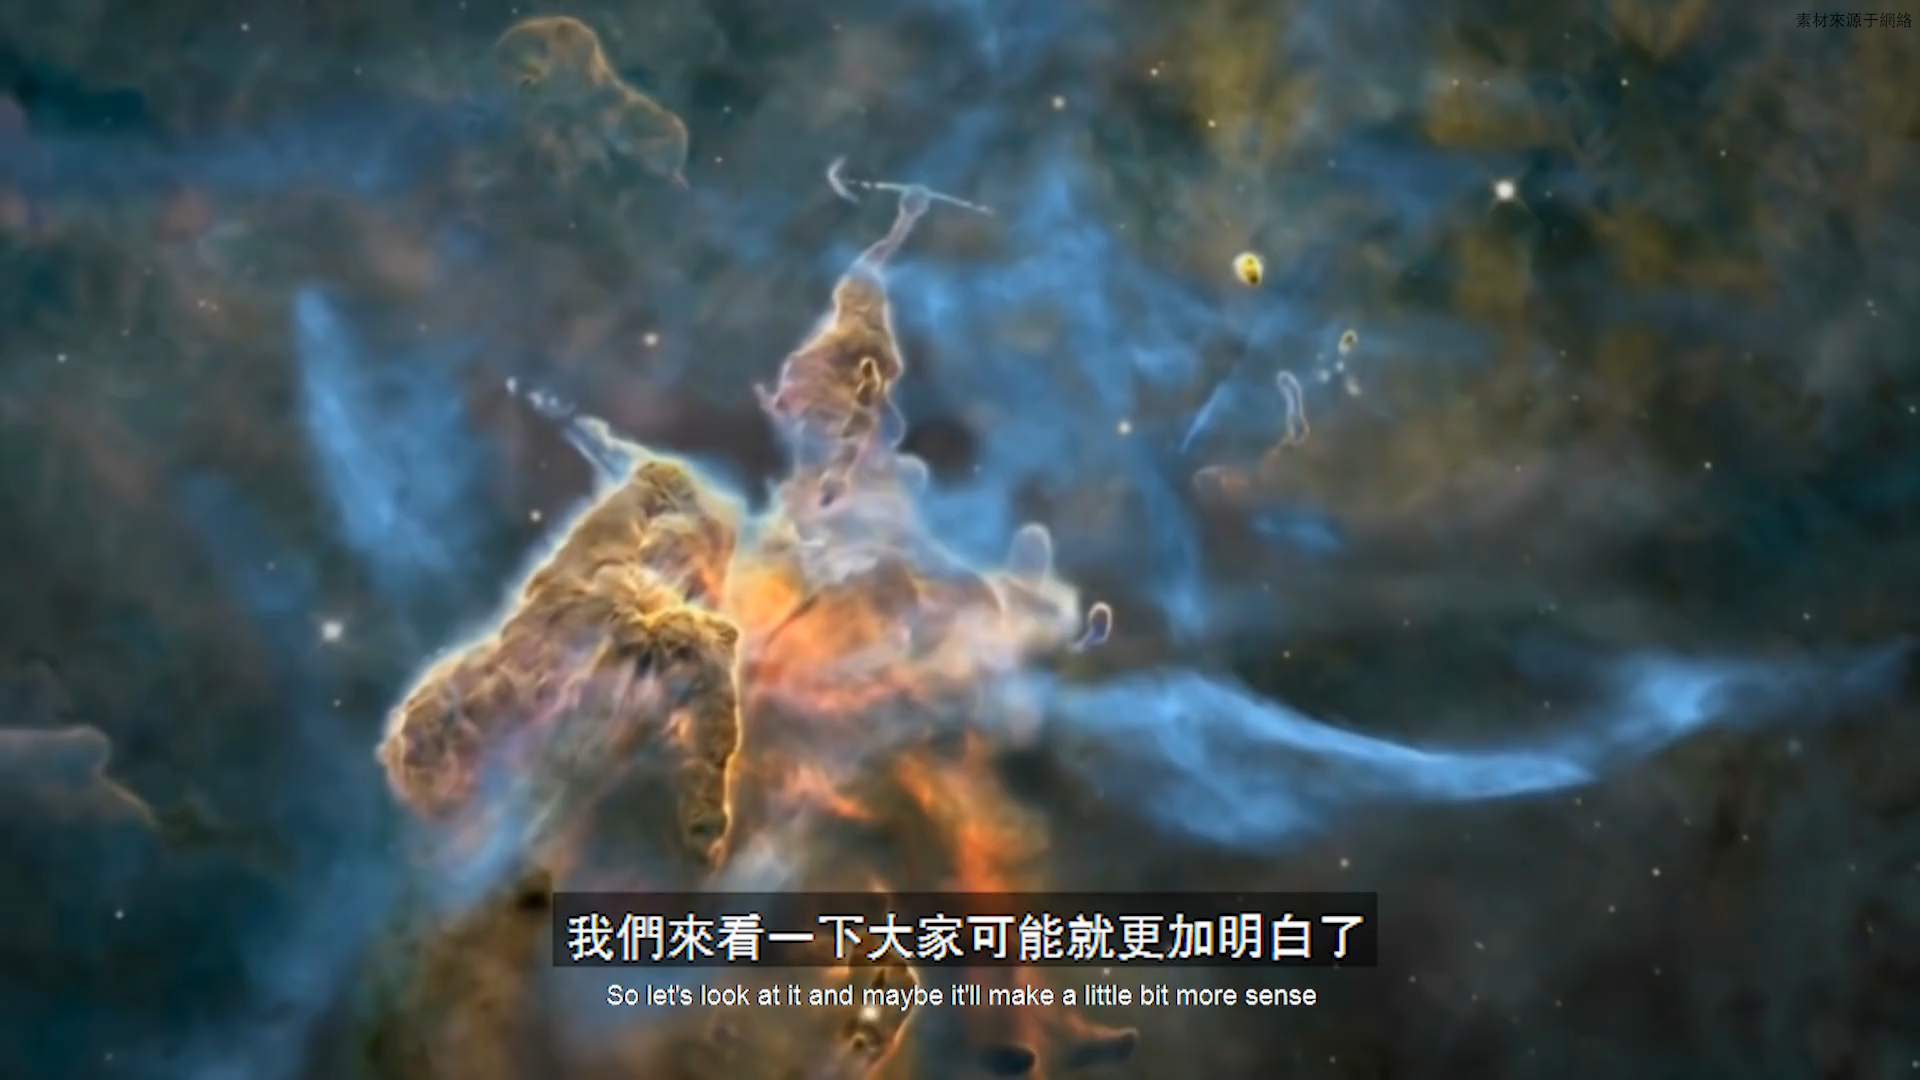 素材來源于網絡
我們來看一下大家可能就更加明白了
So let's look at it and maybe it'll make a little bit more sense